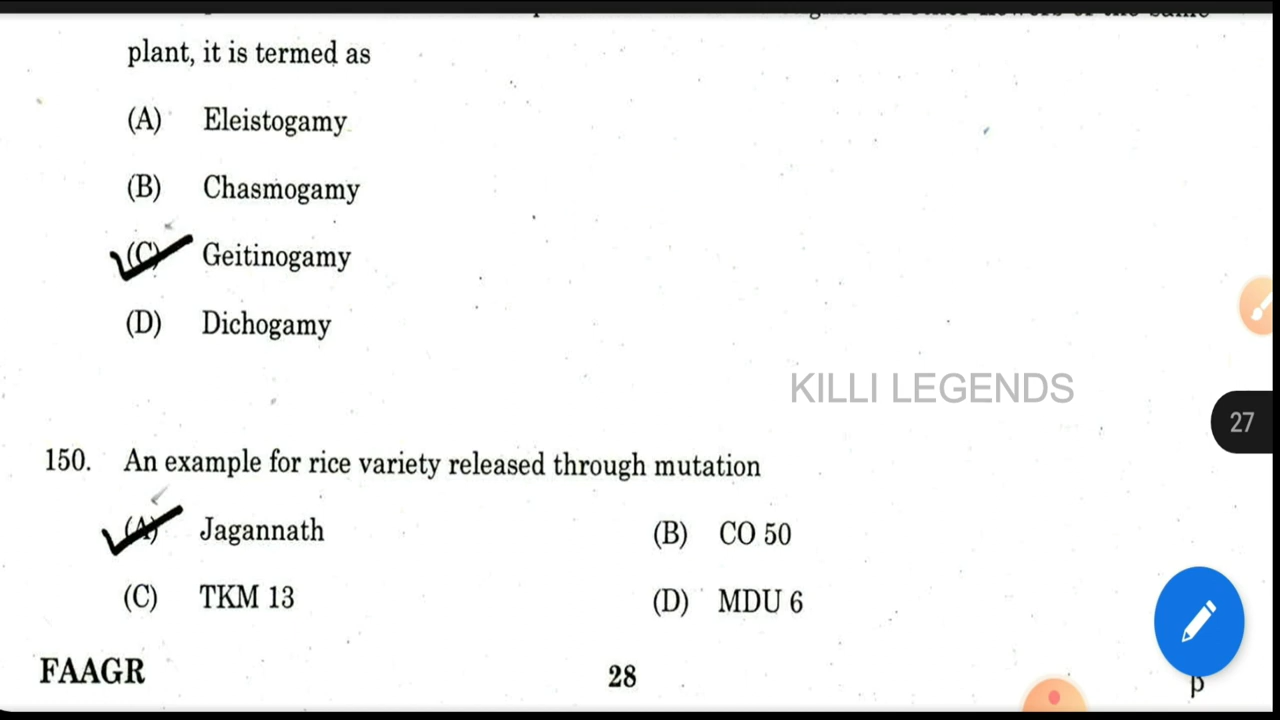 plant, it is termed as
(A) Eleistogamy
(B) Chasmogamy
(C) Geitinogamy
(D) Dichogamy
KILLI LEGENDS
27
150. An example for rice variety released through mutation
(A) Jagannath (B) CO 50
(C) TKM 13 (D) MDU 6
FAAGR 28 p